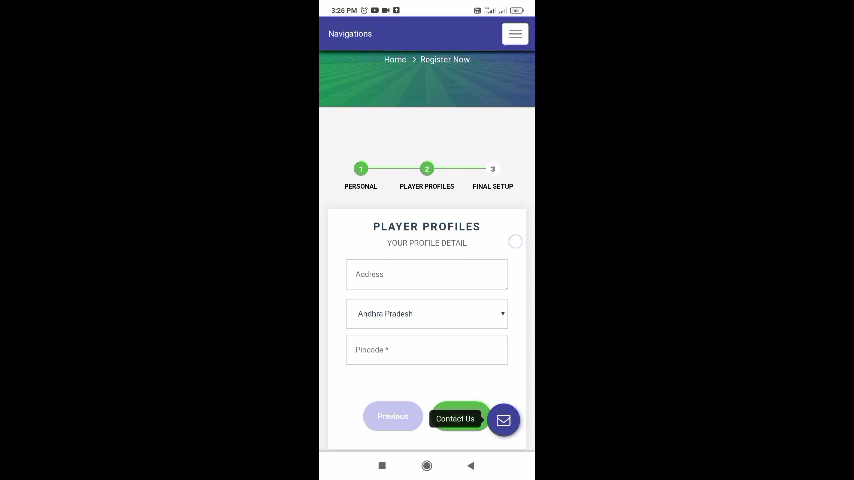 3:26 PM
Navigations
Home > Register Now
1 2 3
PERSONAL PLAYER PROFILES FINAL SETUP
PLAYER PROFILES
YOUR PROFILE DETAIL
Address
Andhra Pradesh
Pincode *
Previous
Contact Us